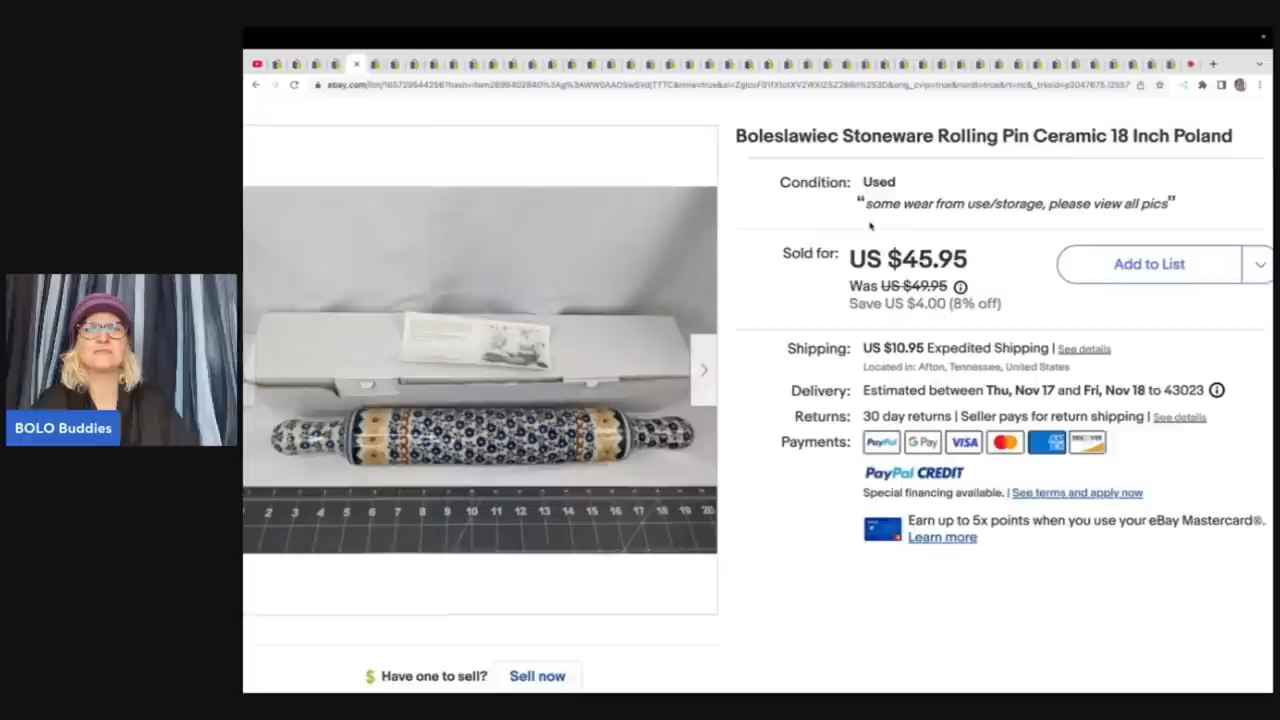 Boleslawiec Stoneware Rolling Pin Ceramic 18 Inch Poland
Condition: Used
“some wear from use/storage, please view all pics”
Sold for: US $45.95
Add to List
Was US $49.95
Save US $4.00 (8% off)
Shipping: US $10.95 Expedited Shipping | See details
Located in: Afton, Tennessee, United States
Delivery: Estimated between Thu, Nov 17 and Fri, Nov 18 to 43023
Returns: 30 day returns | Seller pays for return shipping | See details
Payments: PayPal G Pay VISA MasterCard DISCOVER
PayPal CREDIT
Special financing available. | See terms and apply now
Earn up to 5x points when you use your eBay Mastercard®.
Learn more
BOLO Buddies
2 3 4 5 6 7 8 9 10 11 12 13 14 15 16 17 18 19 20
$ Have one to sell? Sell now